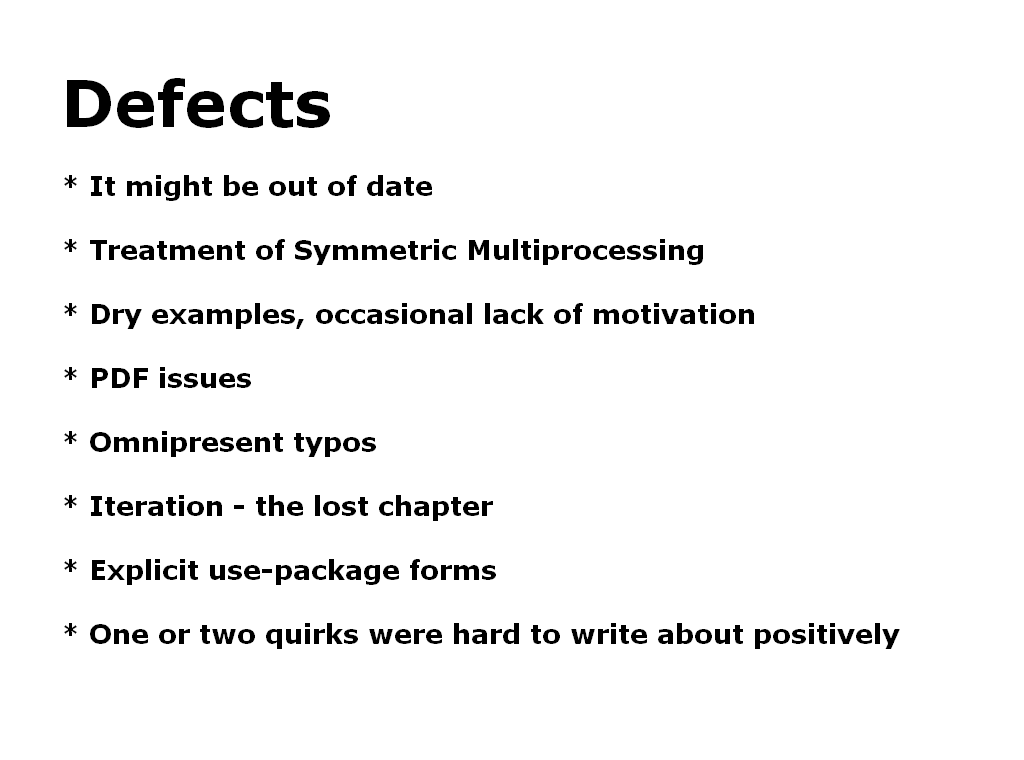 Defects
* It might be out of date
* Treatment of Symmetric Multiprocessing
* Dry examples, occasional lack of motivation
* PDF issues
* Omnipresent typos
* Iteration - the lost chapter
* Explicit use-package forms
* One or two quirks were hard to write about positively